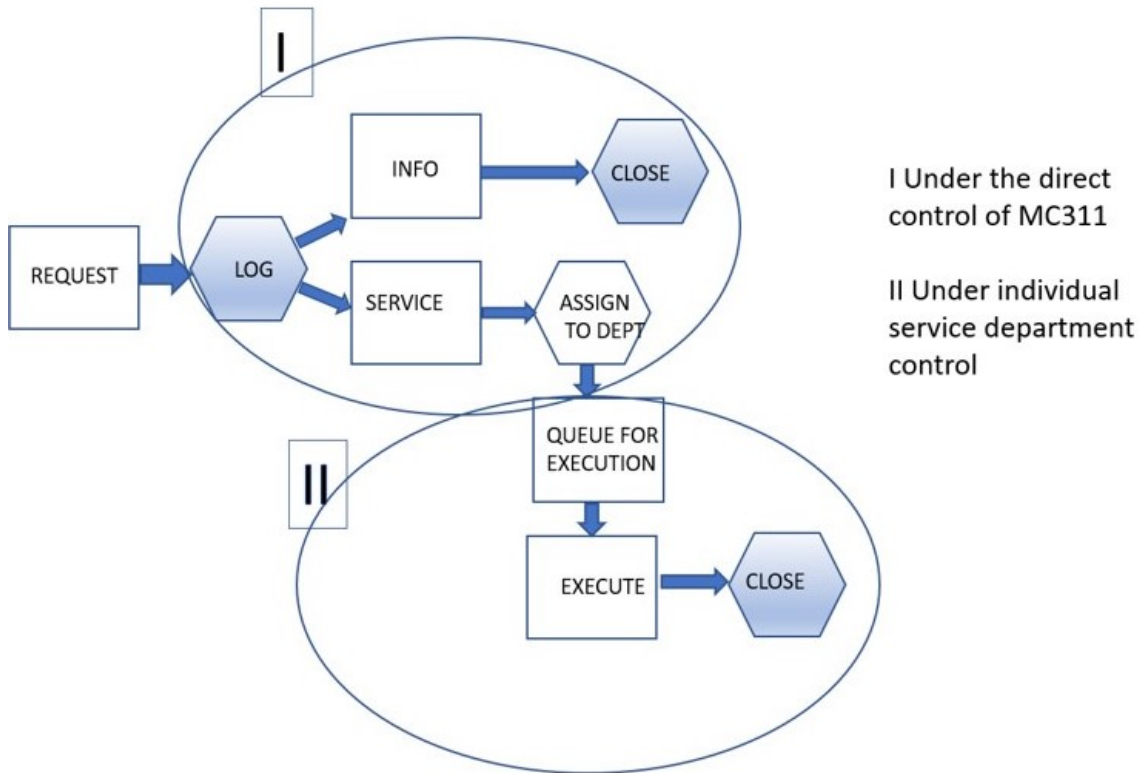 I
INFO
CLOSE
I Under the direct
control of MC311
REQUEST
LOG
SERVICE
ASSIGN
TO DEPT
II Under individual
service department
control
QUEUE FOR
EXECUTION
II
EXECUTE
CLOSE